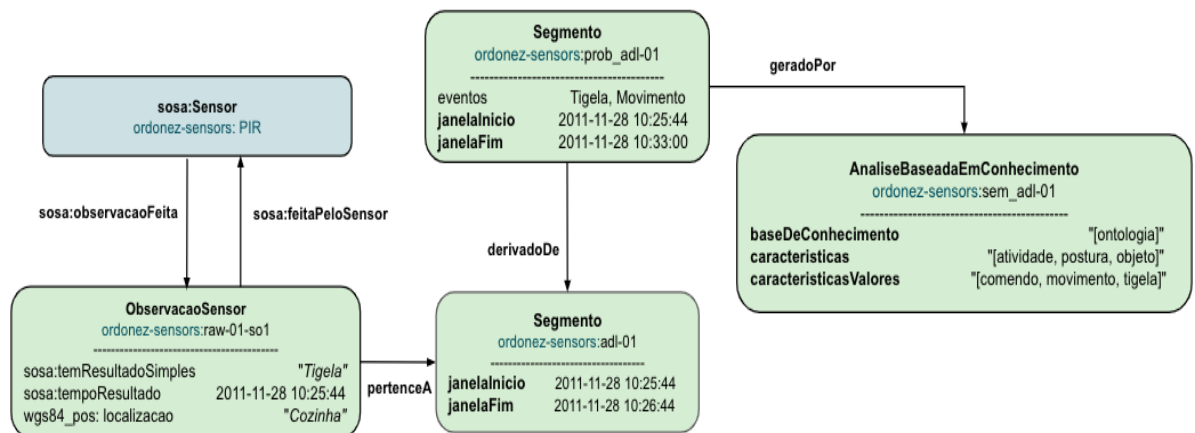 Segmento
ordonez-sensors:prob_adl-01
--------------------------------------------
eventos Tigela, Movimento
janelaInicio 2011-11-28 10:25:44
janelaFim 2011-11-28 10:33:00
geradoPor
sosa:Sensor
ordonez-sensors: PIR
AnaliseBaseadaEmConhecimento
ordonez-sensors:sem_adl-01
--------------------------------------------
baseDeConhecimento "[ontologia]"
caracteristicas "[atividade, postura, objeto]"
caracteristicasValores "[comendo, movimento, tigela]"
sosa:observacaoFeita
sosa:feitaPeloSensor
derivadoDe
ObservacaoSensor
ordonez-sensors:raw-01-so1
--------------------------------------------
sosa:temResultadoSimples "Tigela"
sosa:tempoResultado 2011-11-28 10:25:44
wgs84_pos: localizacao "Cozinha"
pertenceA
Segmento
ordonez-sensors:adl-01
------------------------------------
janelaInicio 2011-11-28 10:25:44
janelaFim 2011-11-28 10:26:44